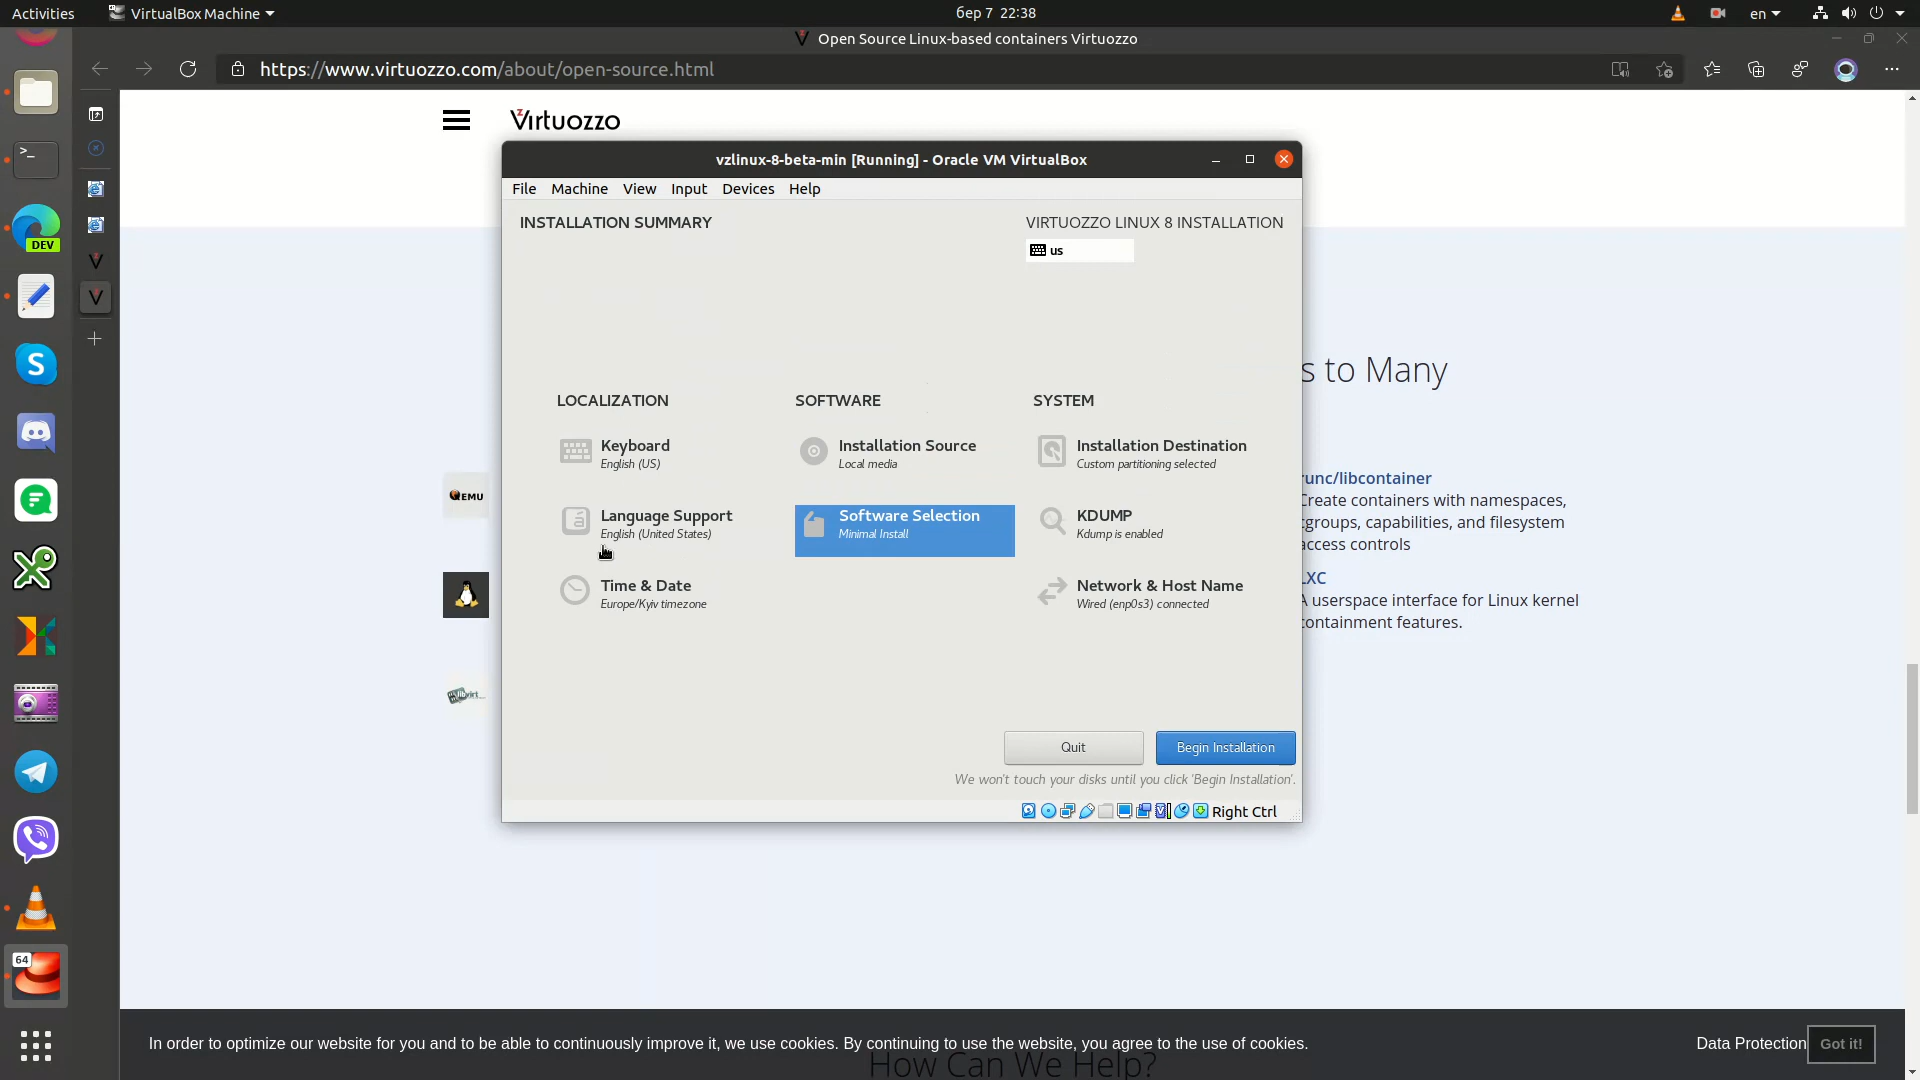 Activities
VirtualBox Machine
бер 7 22:38
en
Open Source Linux-based containers Virtuozzo
https://www.virtuozzo.com/about/open-source.html
Virtuozzo
vzlinux-8-beta-min [Running] - Oracle VM VirtualBox
File Machine View Input Devices Help
INSTALLATION SUMMARY
VIRTUOZZO LINUX 8 INSTALLATION
us
s to Many
LOCALIZATION
SOFTWARE
SYSTEM
Keyboard
English (US)
Installation Source
Local media
Installation Destination
Custom partitioning selected
Language Support
English (United States)
Software Selection
Minimal Install
KDUMP
Kdump is enabled
Time & Date
Europe/Kyiv timezone
Network & Host Name
Wired (enp0s3) connected
Quit
Begin Installation
We won't touch your disks until you click 'Begin Installation'.
Right Ctrl
QEMU
libvirt
runc/libcontainer
Create containers with namespaces,
cgroups, capabilities, and filesystem
access controls
LXC
A userspace interface for Linux kernel
containment features.
DEV
64
In order to optimize our website for you and to be able to continuously improve it, we use cookies. By continuing to use the website, you agree to the use of cookies.
Data Protection
Got it!
How Can We Help?